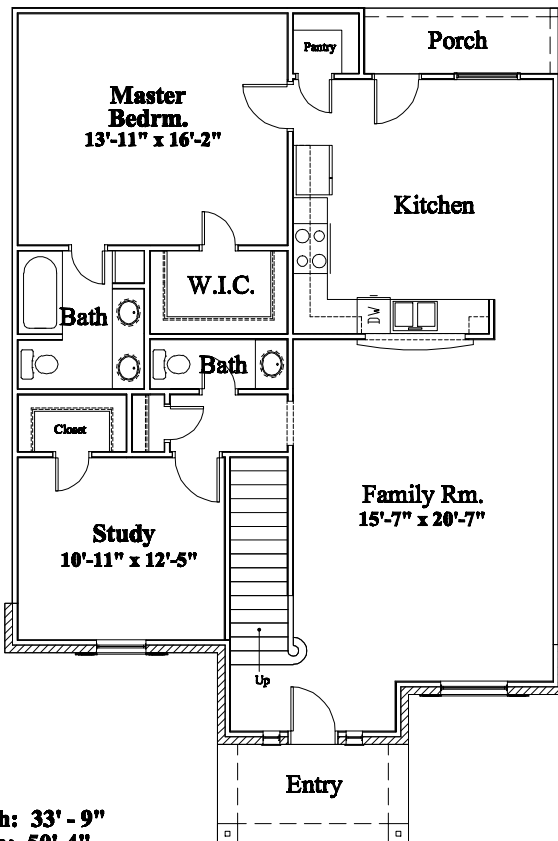 Pantry
Porch
Master
Bedrm.
13'-11" x 16'-2"
Kitchen
W.I.C.
Bath
DW
Bath
Closet
Family Rm.
15'-7" x 20'-7"
Study
10'-11" x 12'-5"
Up
Entry
h: 33' - 9"